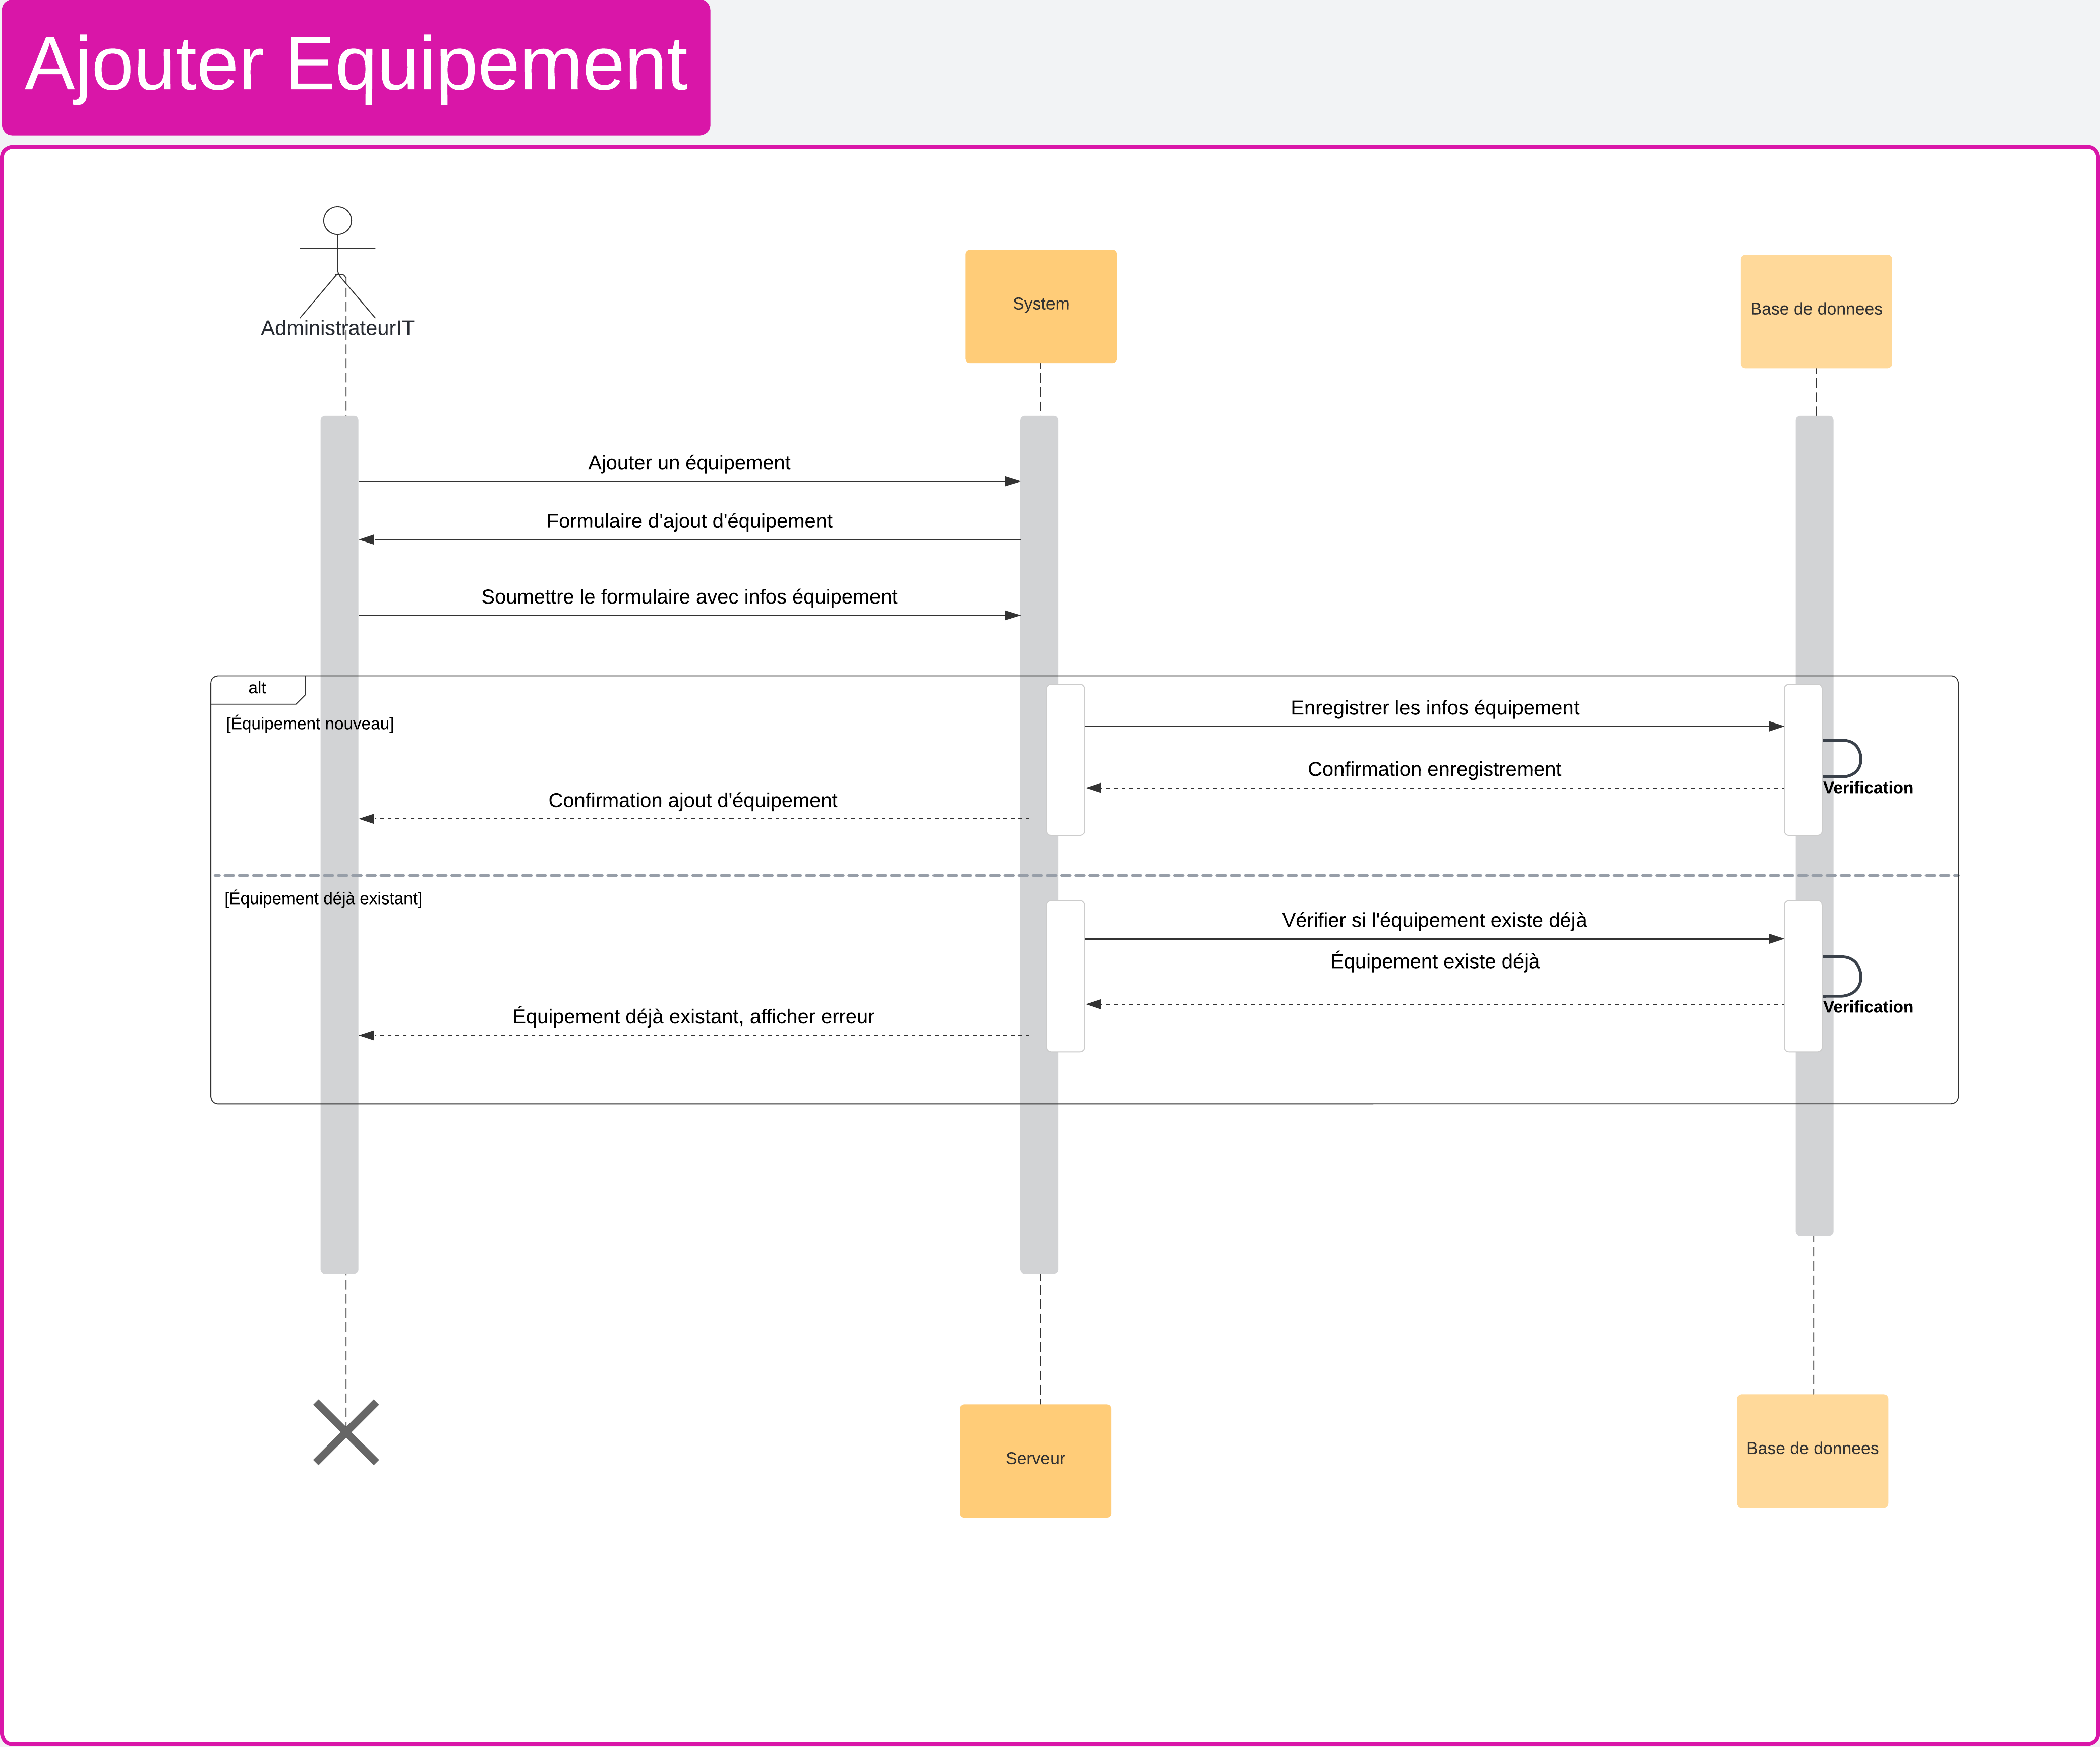 Ajouter Equipement
AdministrateurIT
System
Base de donnees
Ajouter un équipement
Formulaire d'ajout d'équipement
Soumettre le formulaire avec infos équipement
alt
[Équipement nouveau]
Enregistrer les infos équipement
Confirmation enregistrement
Verification
Confirmation ajout d'équipement
[Équipement déjà existant]
Vérifier si l'équipement existe déjà
Équipement existe déjà
Verification
Équipement déjà existant, afficher erreur
Serveur
Base de donnees